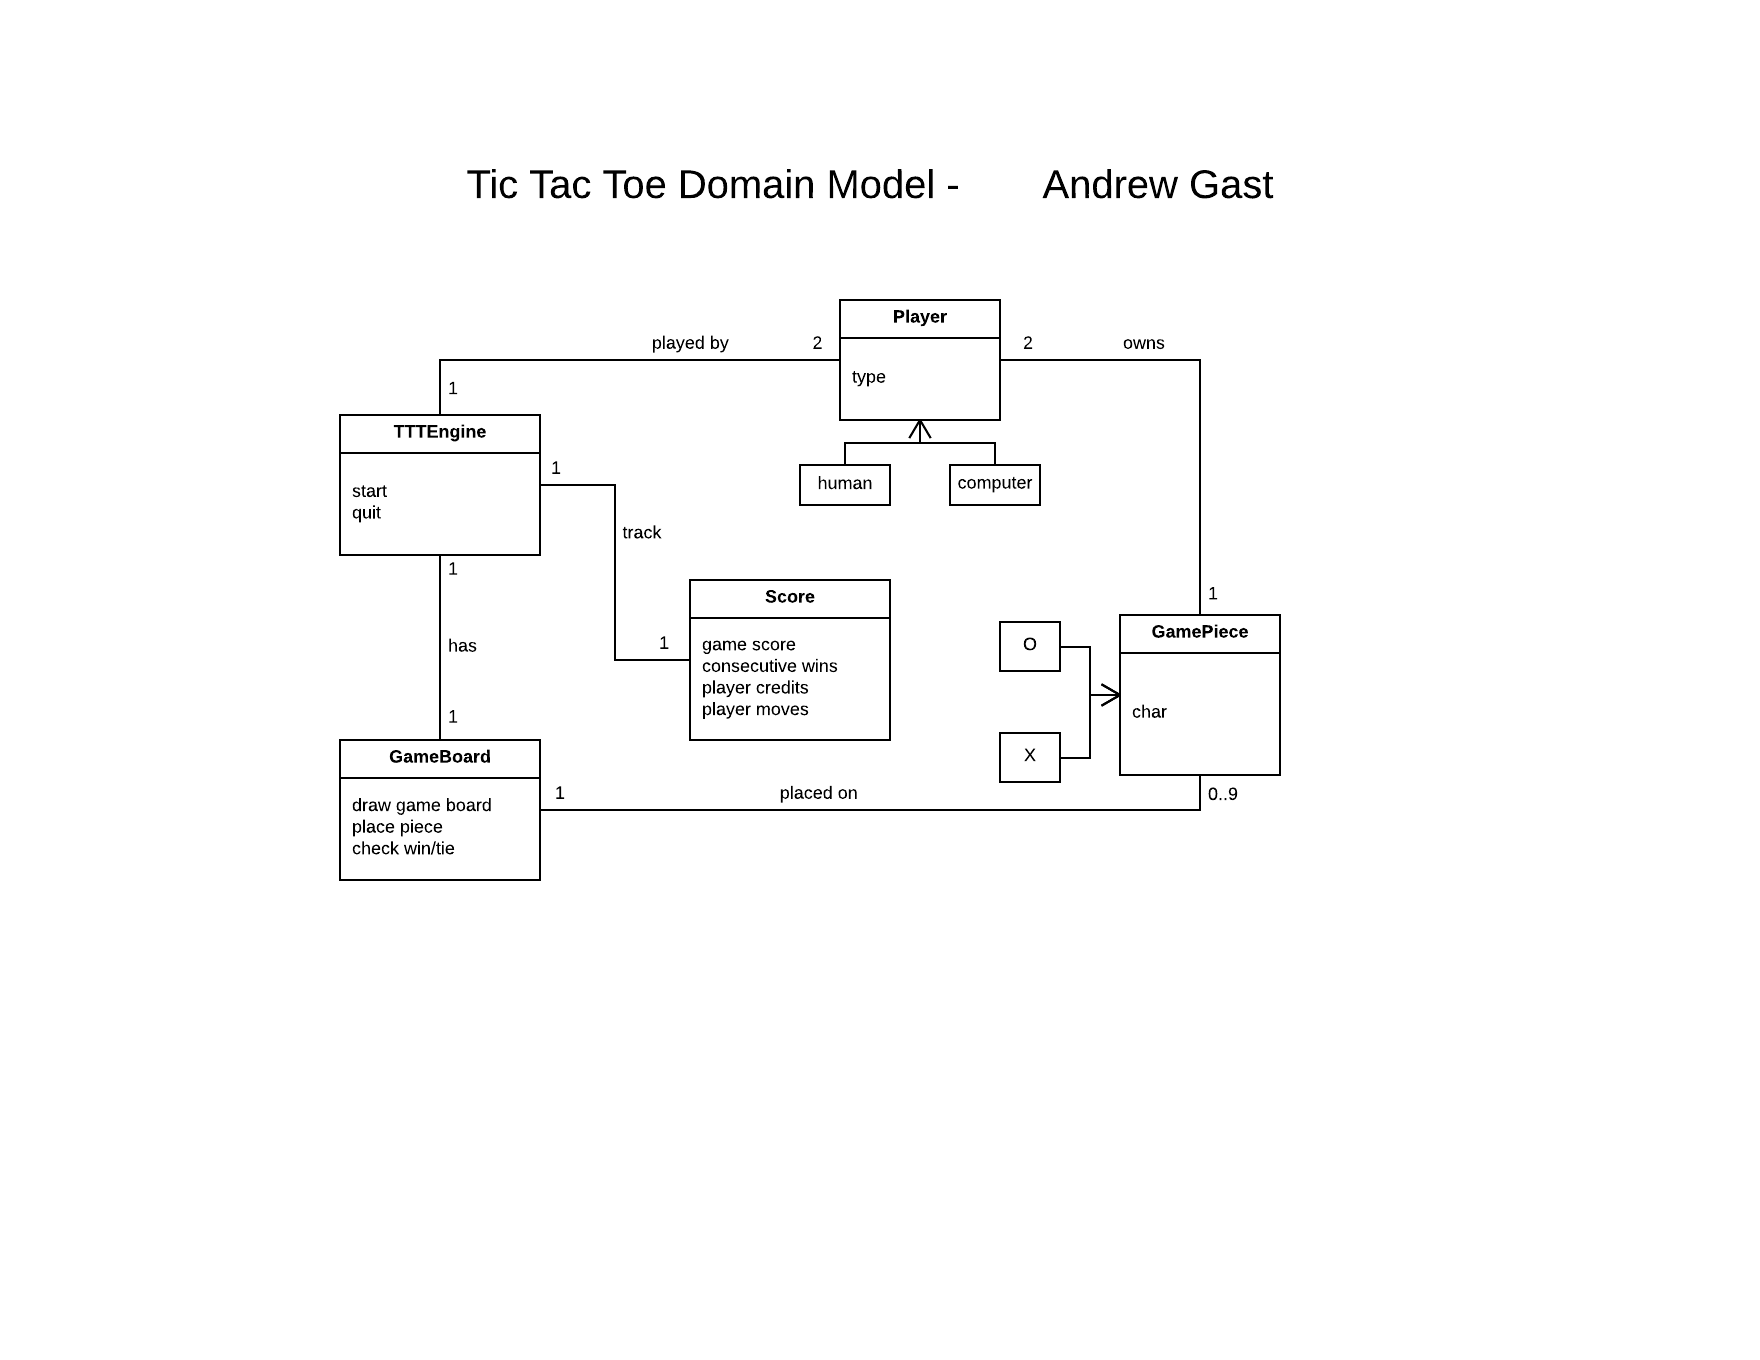 Tic Tac Toe Domain Model - Andrew Gast
Player
type
played by
2
1
2
owns
1
human
computer
TTTEngine
start
quit
1
track
1
Score
game score
consecutive wins
player credits
player moves
1
has
1
O
X
GamePiece
char
GameBoard
draw game board
place piece
check win/tie
1
placed on
0..9